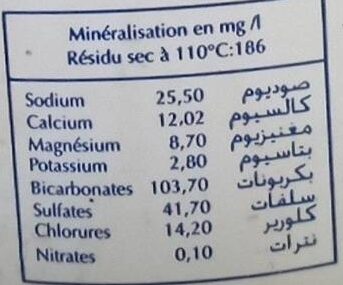 Minéralisation en mg /l
Résidu sec à 110°C:186
Sodium 25,50 صوديوم
Calcium 12,02 كالسيوم
Magnésium 8,70 مغنيزيوم
Potassium 2,80 بتاسيوم
Bicarbonates 103,70 بكربونات
Sulfates 41,70 سلفات
Chlorures 14,20 كلورير
Nitrates 0,10 نترات